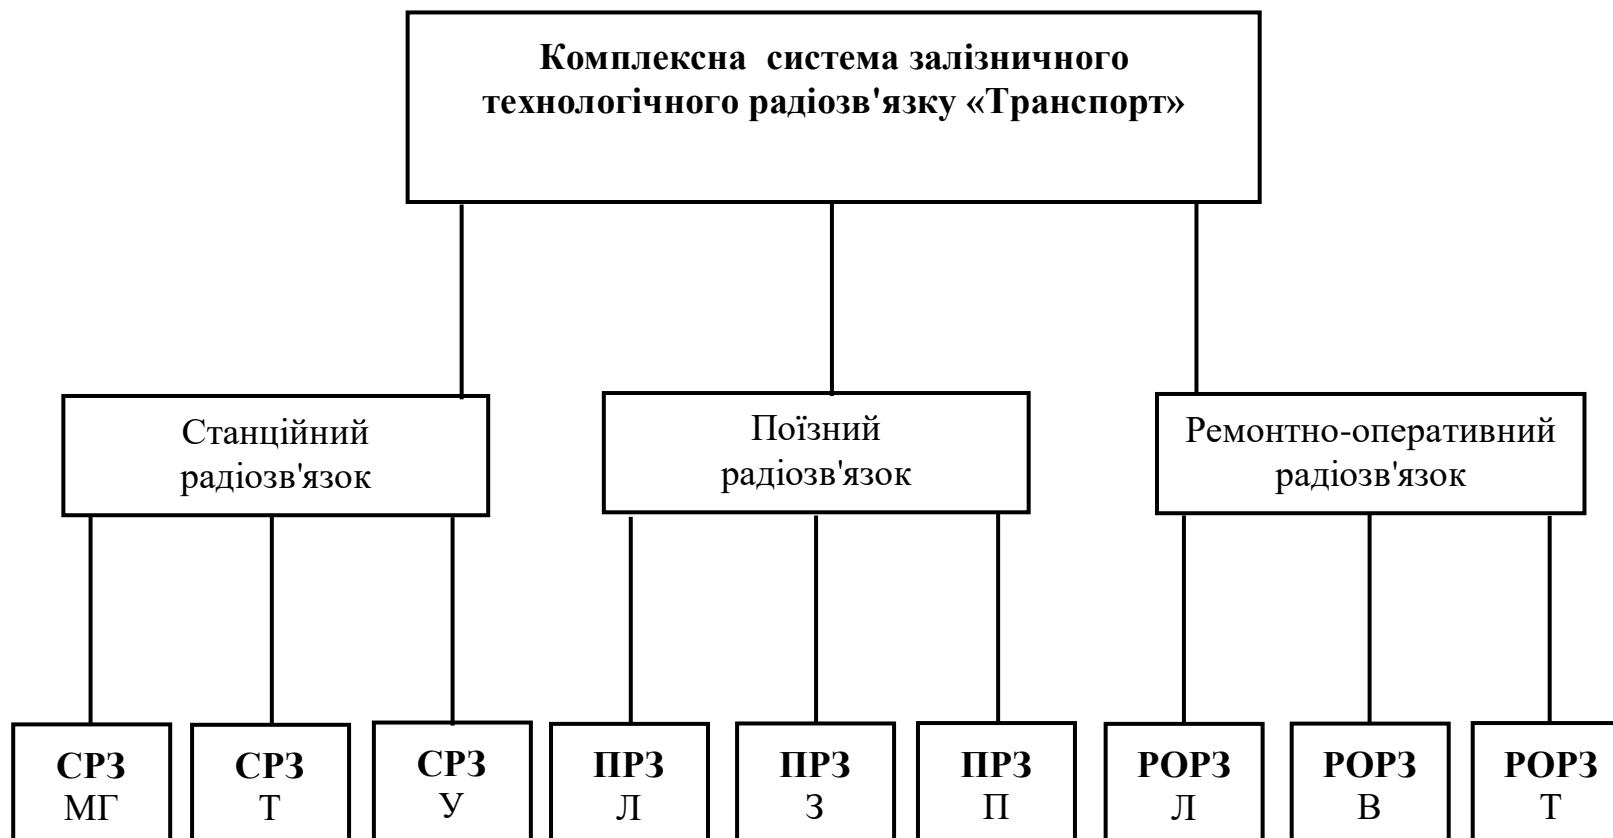 Комплексна система залізничного
технологічного радіозв'язку «Транспорт»
Станційний
радіозв'язок
Поїзний
радіозв'язок
Ремонтно-оперативний
радіозв'язок
СРЗ
МГ
СРЗ
Т
СРЗ
У
ПРЗ
Л
ПРЗ
З
ПРЗ
П
РОРЗ
Л
РОРЗ
В
РОРЗ
Т